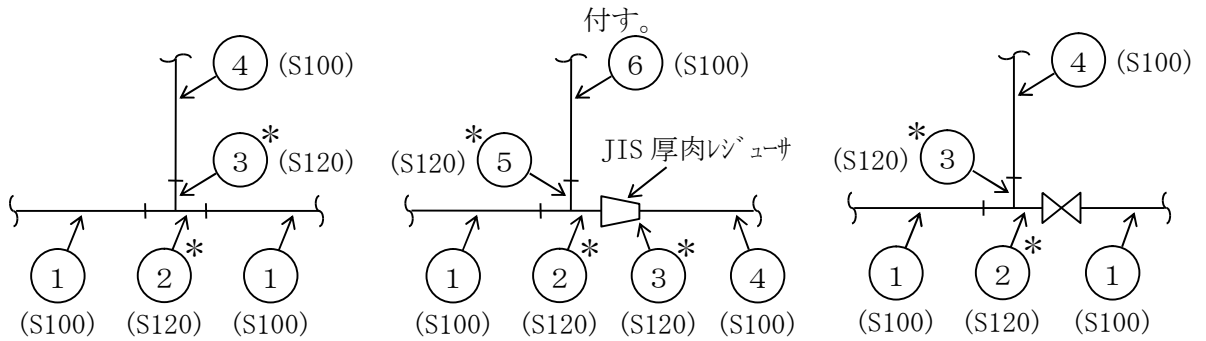 付す。
4 (S100)
3* (S120)
1 2* 1
(S100) (S120) (S100)
6 (S100)
JIS 厚肉ﾚｼﾞｭｰｻ
(S120) 5*
1 2* 3* 4
(S100) (S120) (S120) (S100)
4 (S100)
(S120) 3*
1 2* 1
(S100) (S120) (S100)